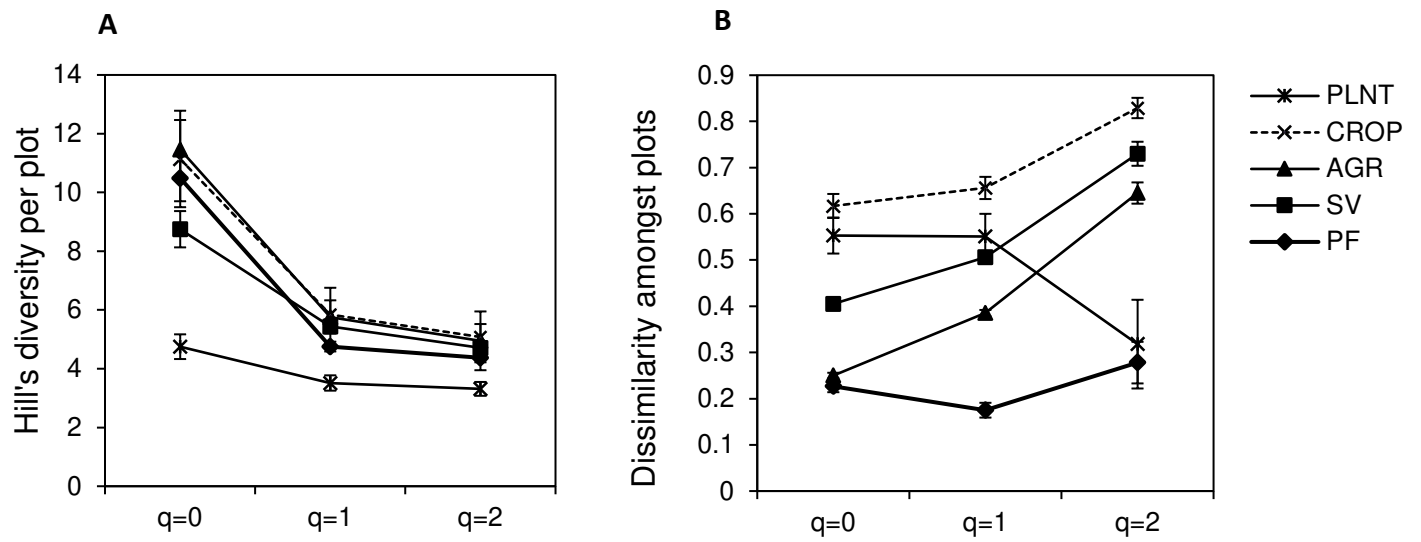 A
Hill's diversity per plot
14
12
10
8
6
4
2
0
q=0 q=1 q=2
B
Dissimilarity amongst plots
0.9
0.8
0.7
0.6
0.5
0.4
0.3
0.2
0.1
0
q=0 q=1 q=2
PLNT
CROP
AGR
SV
PF